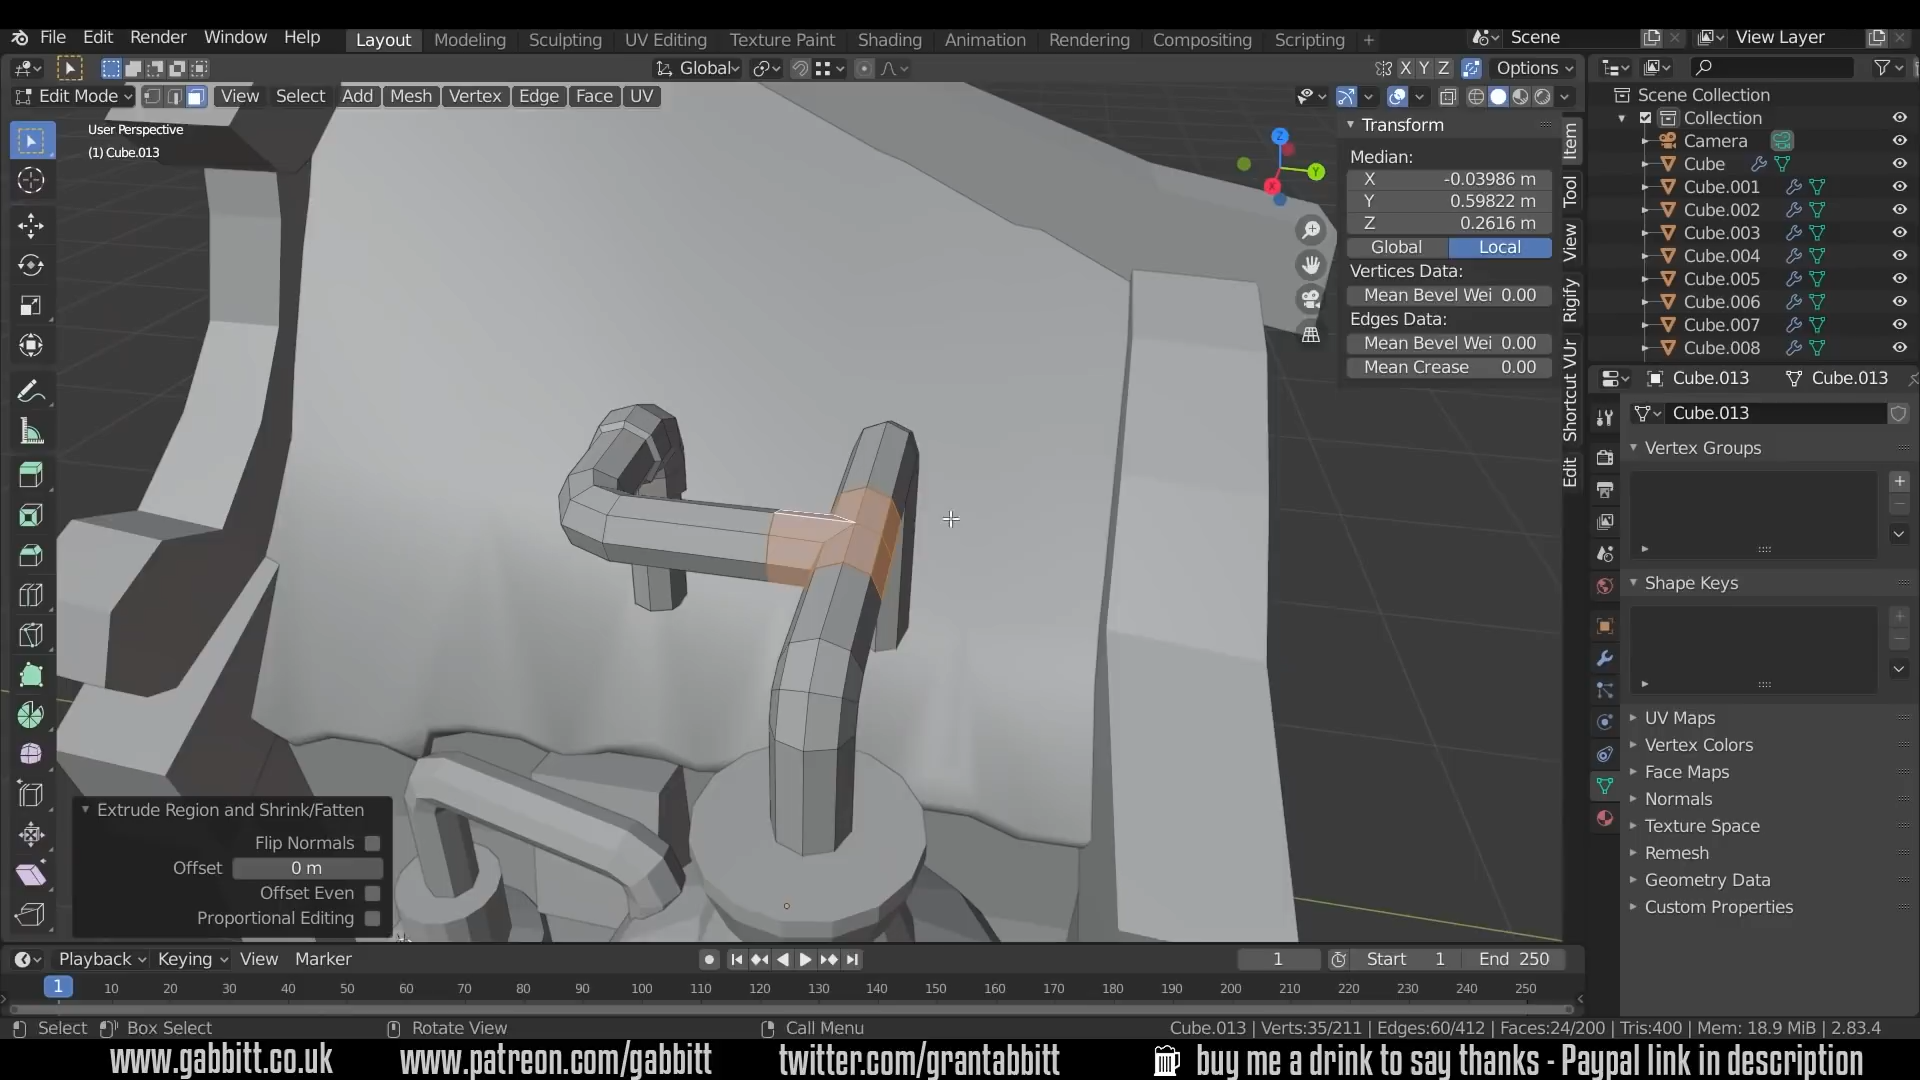 File Edit Render Window Help Layout Modeling Sculpting UV Editing Texture Paint Shading Animation Rendering Compositing Scripting + Scene View Layer
Global X Y Z Options
Edit Mode View Select Add Mesh Vertex Edge Face UV
User Perspective
(1) Cube.013
Z
Y
X
Transform
Median:
X -0.03986 m
Y 0.59822 m
Z 0.2616 m
Global Local
Vertices Data:
Mean Bevel Wei 0.00
Edges Data:
Mean Bevel Wei 0.00
Mean Crease 0.00
Item
Tool
View
Rigify
Shortcut VUr
Edit
Scene Collection
Collection
Camera
Cube
Cube.001
Cube.002
Cube.003
Cube.004
Cube.005
Cube.006
Cube.007
Cube.008
Cube.013 Cube.013
Cube.013
Vertex Groups
Shape Keys
UV Maps
Vertex Colors
Face Maps
Normals
Texture Space
Remesh
Geometry Data
Custom Properties
Extrude Region and Shrink/Fatten
Flip Normals
Offset 0 m
Offset Even
Proportional Editing
Playback Keying View Marker 1 Start 1 End 250
1 10 20 30 40 50 60 70 80 90 100 110 120 130 140 150 160 170 180 190 200 210 220 230 240 250
Select Box Select Rotate View Call Menu Cube.013 | Verts:35/211 | Edges:60/412 | Faces:24/200 | Tris:400 | Mem: 18.9 MiB | 2.83.4
www.gabbitt.co.uk www.patreon.com/gabbitt twitter.com/grantabbitt buy me a drink to say thanks - Paypal link in description